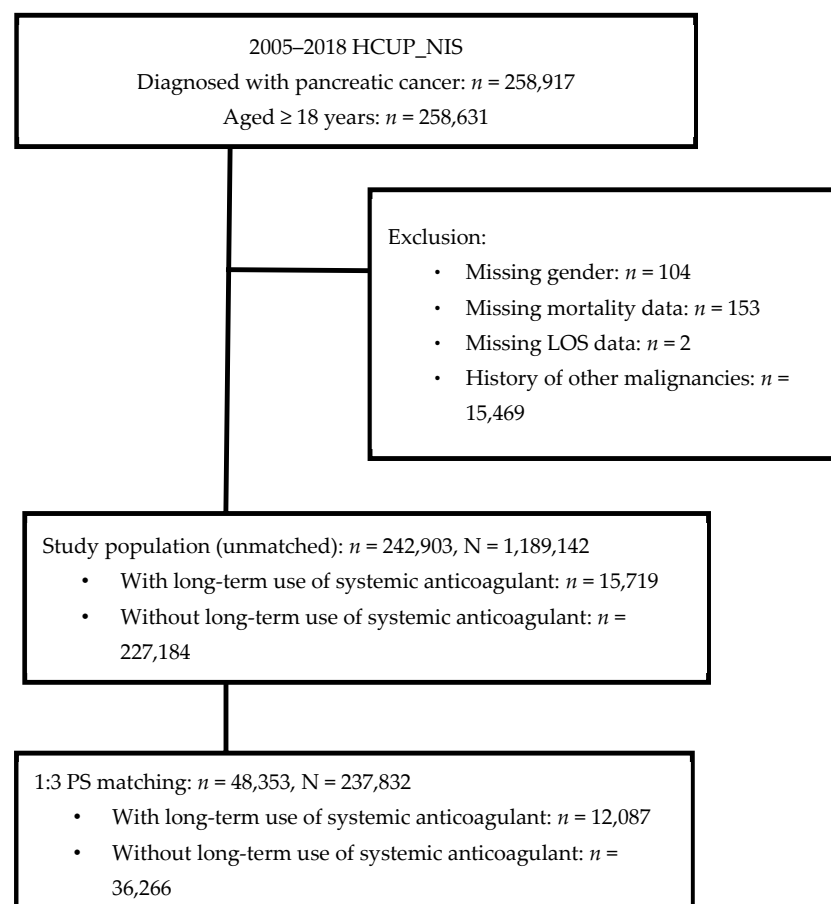 2005–2018 HCUP_NIS
Diagnosed with pancreatic cancer: n = 258,917
Aged ≥ 18 years: n = 258,631
Exclusion:
• Missing gender: n = 104
• Missing mortality data: n = 153
• Missing LOS data: n = 2
• History of other malignancies: n =
15,469
Study population (unmatched): n = 242,903, N = 1,189,142
• With long-term use of systemic anticoagulant: n = 15,719
• Without long-term use of systemic anticoagulant: n =
227,184
1:3 PS matching: n = 48,353, N = 237,832
• With long-term use of systemic anticoagulant: n = 12,087
• Without long-term use of systemic anticoagulant: n =
36,266